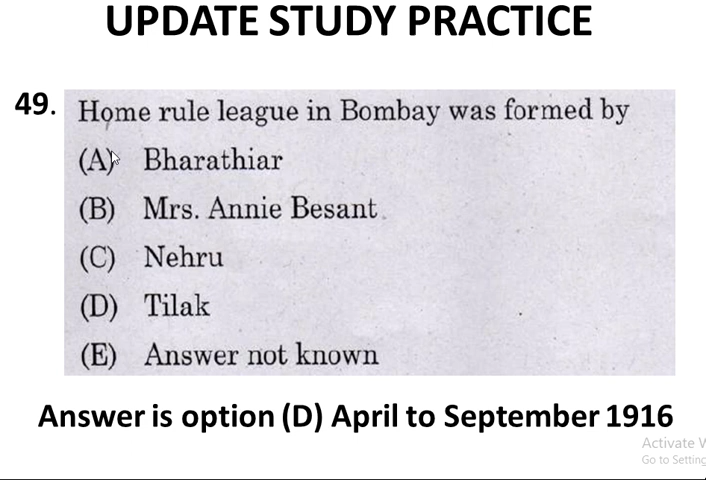 UPDATE STUDY PRACTICE
49. Home rule league in Bombay was formed by
(A) Bharathiar
(B) Mrs. Annie Besant
(C) Nehru
(D) Tilak
(E) Answer not known
Answer is option (D) April to September 1916
Activate
Go to Setting